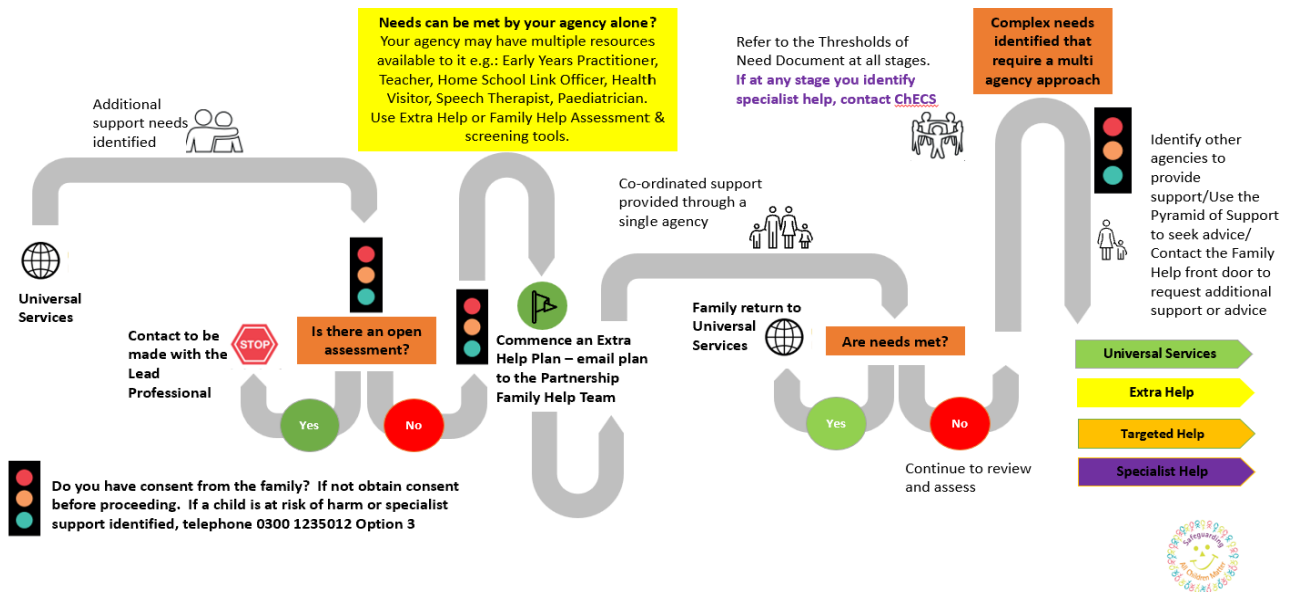 Needs can be met by your agency alone?
Your agency may have multiple resources
available to it e.g.: Early Years Practitioner,
Teacher, Home School Link Officer, Health
Visitor, Speech Therapist, Paediatrician.
Use Extra Help or Family Help Assessment &
screening tools.
Refer to the Thresholds of
Need Document at all stages.
If at any stage you identify
specialist help, contact ChECS
Complex needs
identified that
require a multi
agency approach
Additional
support needs
identified
Identify other
agencies to
provide
support/Use the
Pyramid of Support
to seek advice/
Contact the Family
Help front door to
request additional
support or advice
Co-ordinated support
provided through a
single agency
Universal
Services
Contact to be
made with the
Lead
Professional
STOP
Is there an open
assessment?
Yes
No
Commence an Extra
Help Plan – email plan
to the Partnership
Family Help Team
Family return to
Universal
Services
Are needs met?
Yes
No
Continue to review
and assess
Universal Services
Extra Help
Targeted Help
Specialist Help
Do you have consent from the family?  If not obtain consent
before proceeding.  If a child is at risk of harm or specialist
support identified, telephone 0300 1235012 Option 3
Safeguarding
All Children Matter